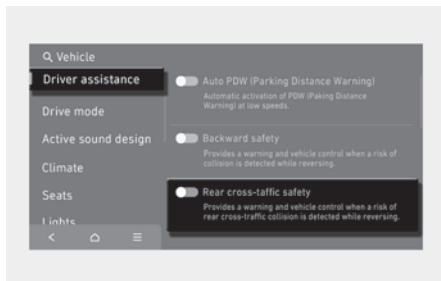 Vehicle
Driver assistance
Drive mode
Active sound design
Climate
Seats
Lights
Auto PDW (Parking Distance Warning)
Automatic activation of PDW (Paking Distance
Warning) at low speeds.
Backward safety
Provides a warning and vehicle control when a risk of
collision is detected while reversing.
Rear cross-taffic safety
Provides a warning and vehicle control when a risk of
rear cross-traffic collision is detected while reversing.